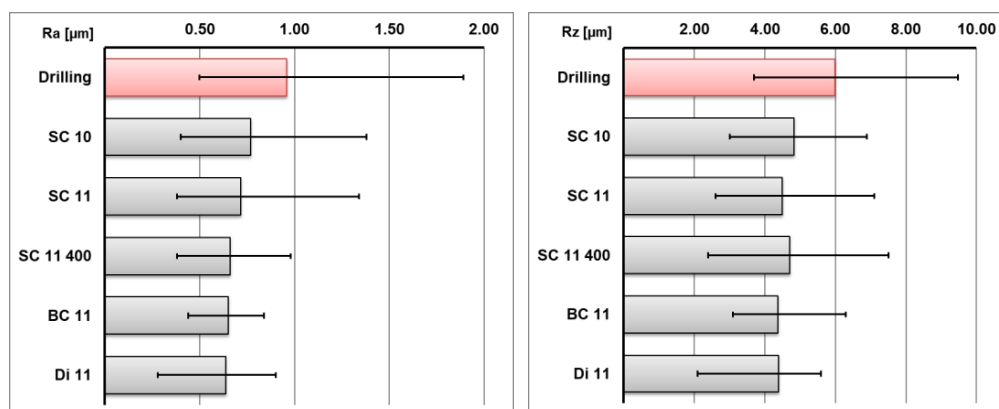 Ra [µm]
0.50
1.00
1.50
2.00
Drilling
SC 10
SC 11
SC 11 400
BC 11
Di 11
Rz [µm]
2.00
4.00
6.00
8.00
10.00
Drilling
SC 10
SC 11
SC 11 400
BC 11
Di 11